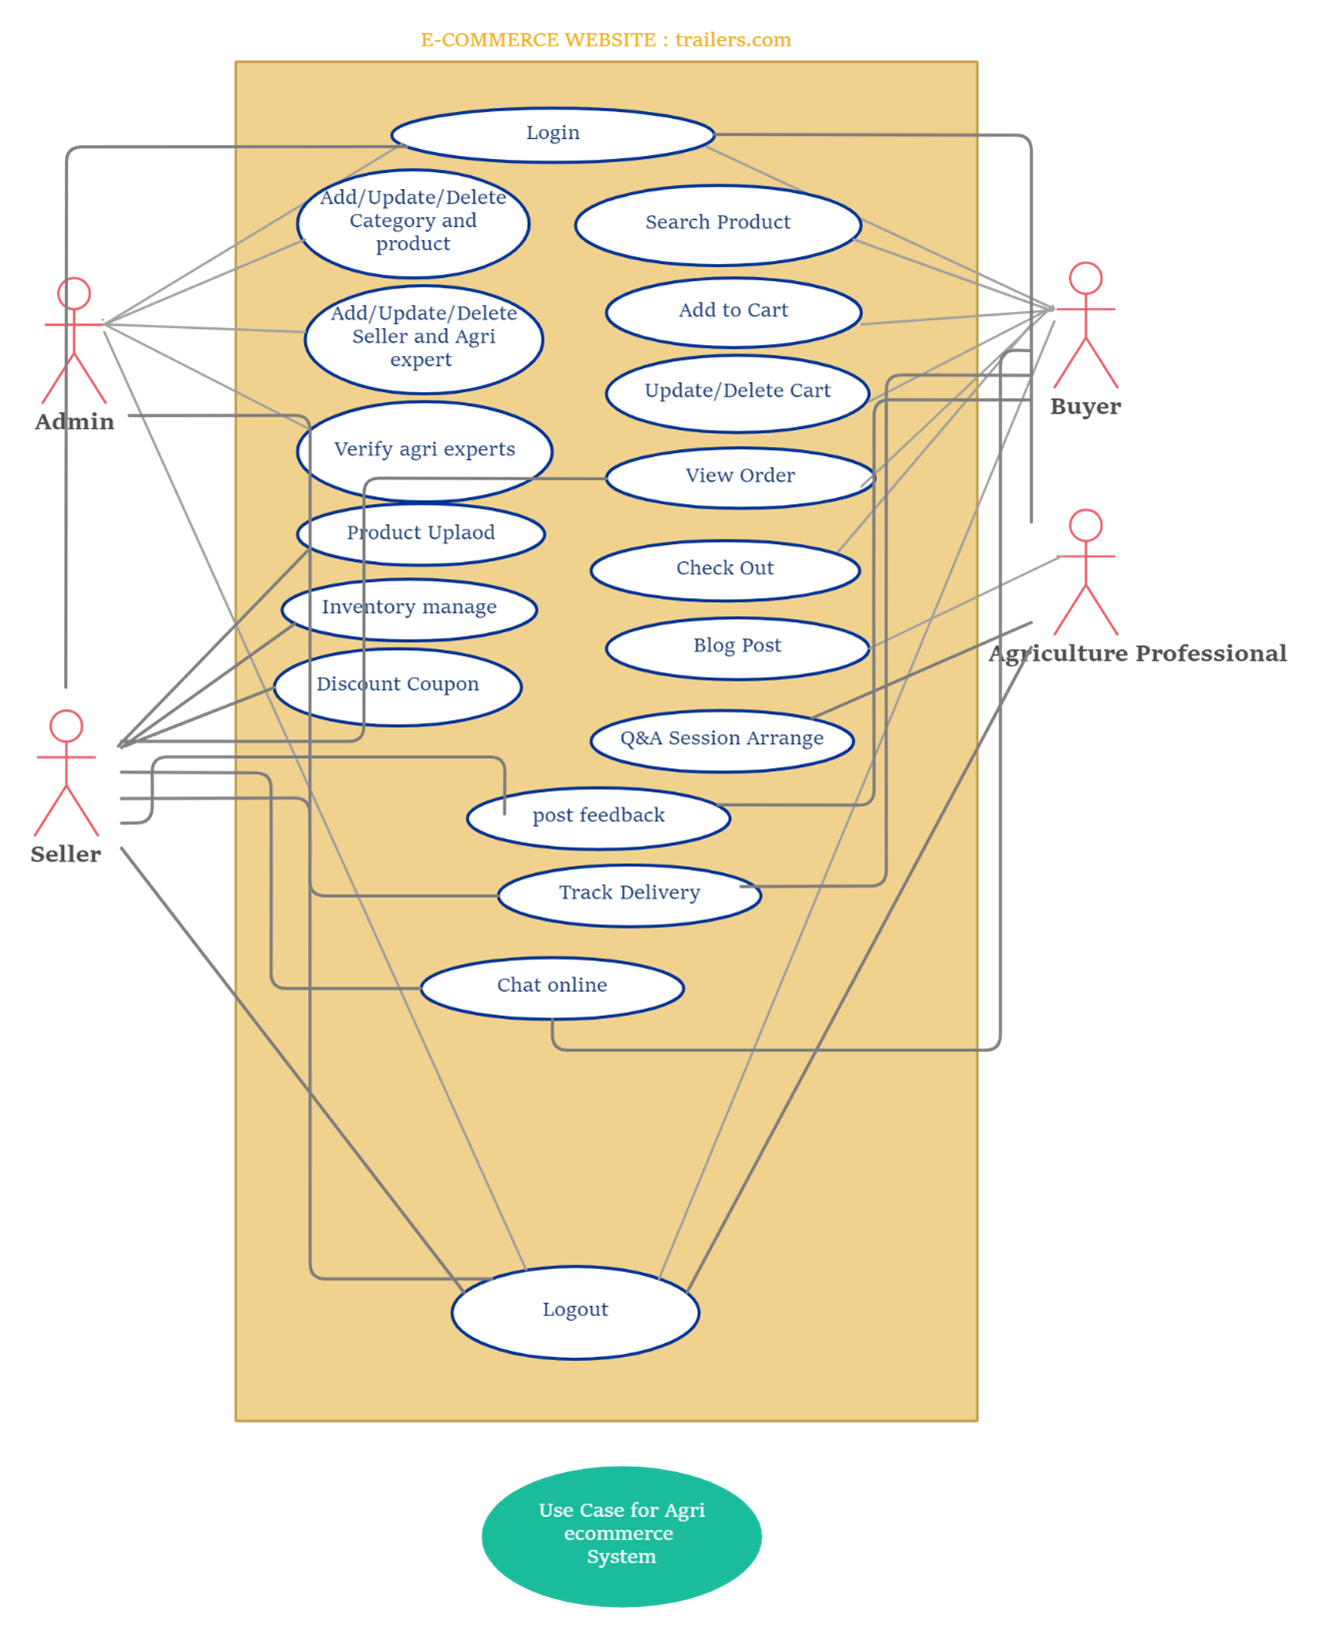 E-COMMERCE WEBSITE : trailers.com
Login
Add/Update/Delete
Category and
product
Search Product
Add/Update/Delete
Seller and Agri
expert
Add to Cart
Update/Delete Cart
Admin
Buyer
Verify agri experts
View Order
Product Uplaod
Check Out
Inventory manage
Blog Post
Agriculture Professional
Discount Coupon
Q&A Session Arrange
post feedback
Seller
Track Delivery
Chat online
Logout
Use Case for Agri
ecommerce
System